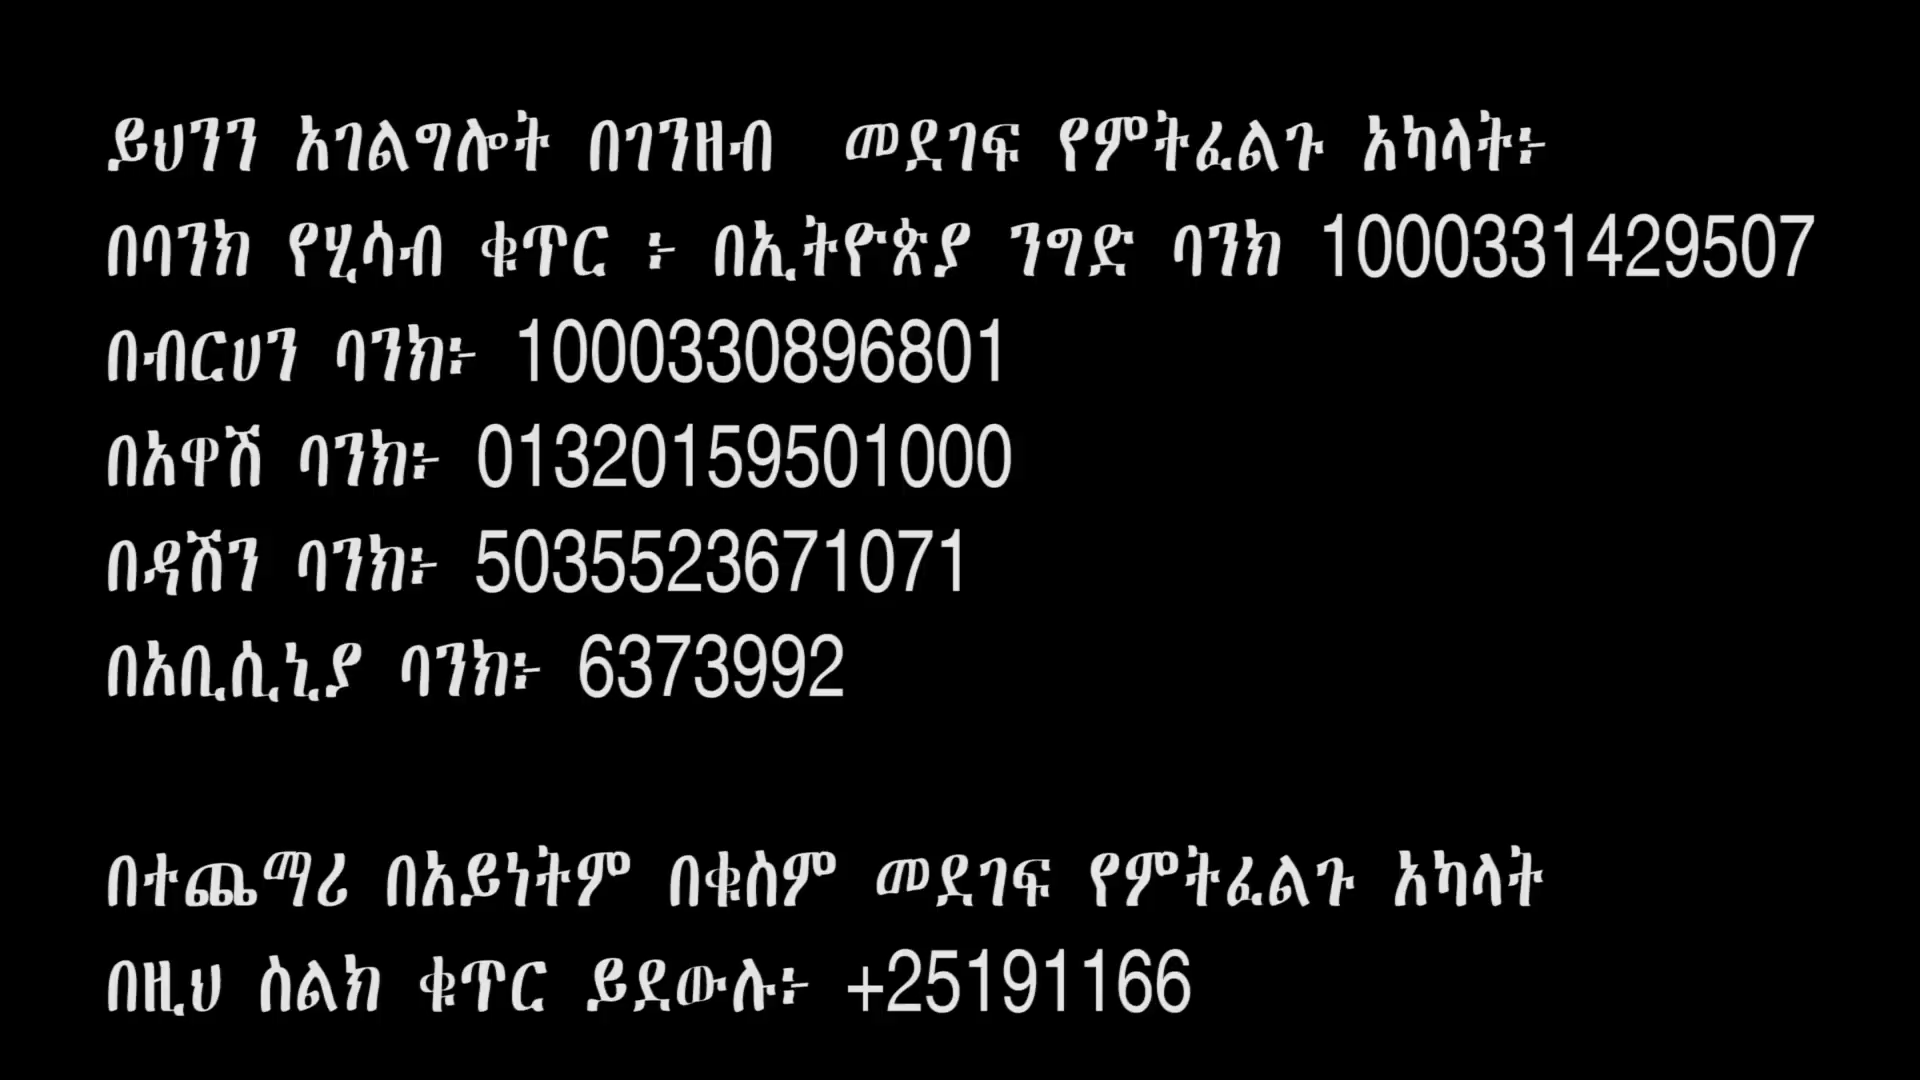 ይህንን አገልግሎት በገንዘብ መደገፍ የምትፈልጉ አካላት፦
በባንክ የሂሳብ ቁጥር ፦ በኢትዮጵያ ንግድ ባንክ 1000331429507
በብርሀን ባንክ፦ 1000330896801
በአዋሽ ባንክ፦ 01320159501000
በዳሽን ባንክ፦ 5035523671071
በአቢሲኒያ ባንክ፦ 6373992
በተጨማሪ በአይነትም በቁስም መደገፍ የምትፈልጉ አካላት
በዚህ ስልክ ቁጥር ይደውሉ፦ +25191166